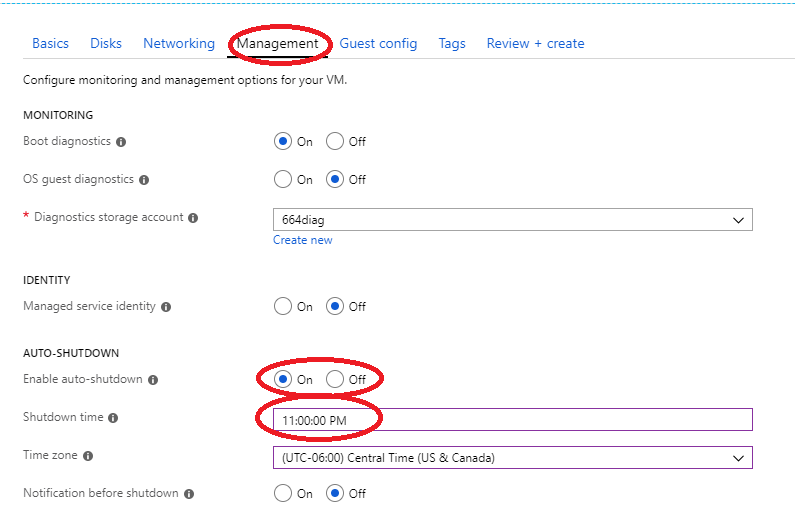 Basics Disks Networking Management Guest config Tags Review + create
Configure monitoring and management options for your VM.
MONITORING
Boot diagnostics On Off
OS guest diagnostics On Off
* Diagnostics storage account 664diag
Create new
IDENTITY
Managed service identity On Off
AUTO-SHUTDOWN
Enable auto-shutdown On Off
Shutdown time 11:00:00 PM
Time zone (UTC-06:00) Central Time (US & Canada)
Notification before shutdown On Off